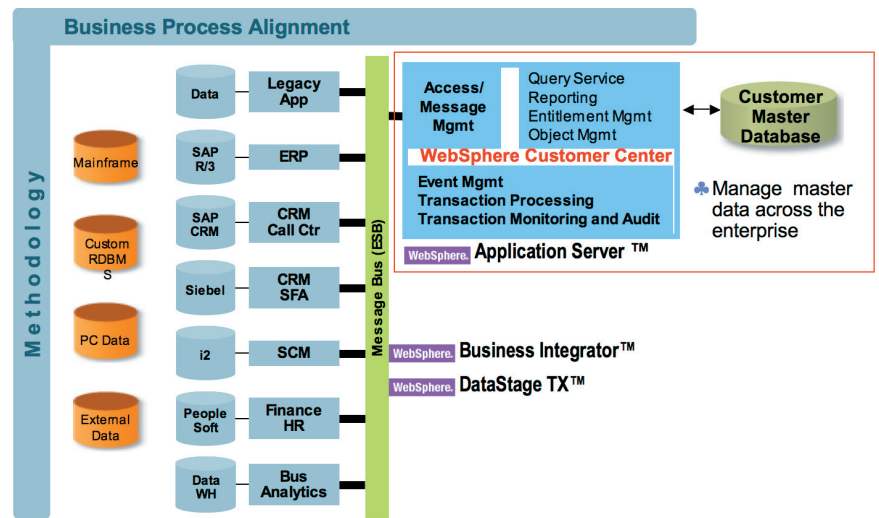 Business Process Alignment
Methodology
Mainframe
Custom
RDBM
S
PC Data
External
Data
Data
Legacy
App
SAP
R/3
ERP
SAP
CRM
CRM
Call Ctr
Siebel
CRM
SFA
i2
SCM
People
Soft
Finance
HR
Data
WH
Bus
Analytics
Message Bus (ESB)
Access/
Message
Mgmt
Query Service
Reporting
Entitlement Mgmt
Object Mgmt
WebSphere Customer Center
Event Mgmt
Transaction Processing
Transaction Monitoring and Audit
WebSphere. Application Server ™
Customer
Master
Database
♣ Manage master
data across the
enterprise
WebSphere. Business Integrator™
WebSphere. DataStage TX™